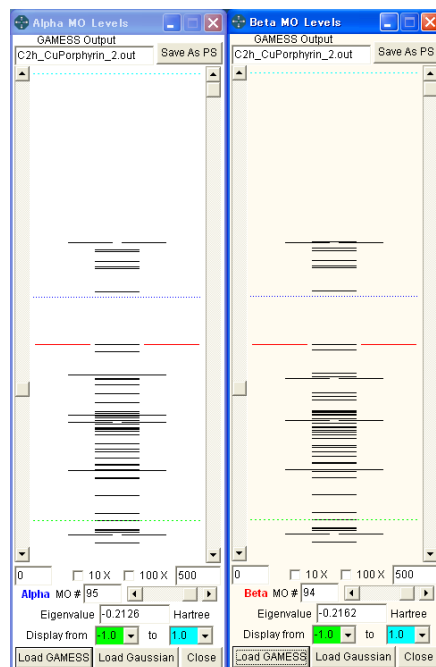 Alpha MO Levels
GAMESS Output
C2h_CuPorphyrin_2.out Save As PS
0 10 X 100 X 500
Alpha MO # 95
Eigenvalue -0.2126 Hartree
Display from -1.0 to 1.0
Load GAMESS Load Gaussian Close
Beta MO Levels
GAMESS Output
C2h_CuPorphyrin_2.out Save As PS
0 10 X 100 X 500
Beta MO # 94
Eigenvalue -0.2162 Hartree
Display from -1.0 to 1.0
Load GAMESS Load Gaussian Close